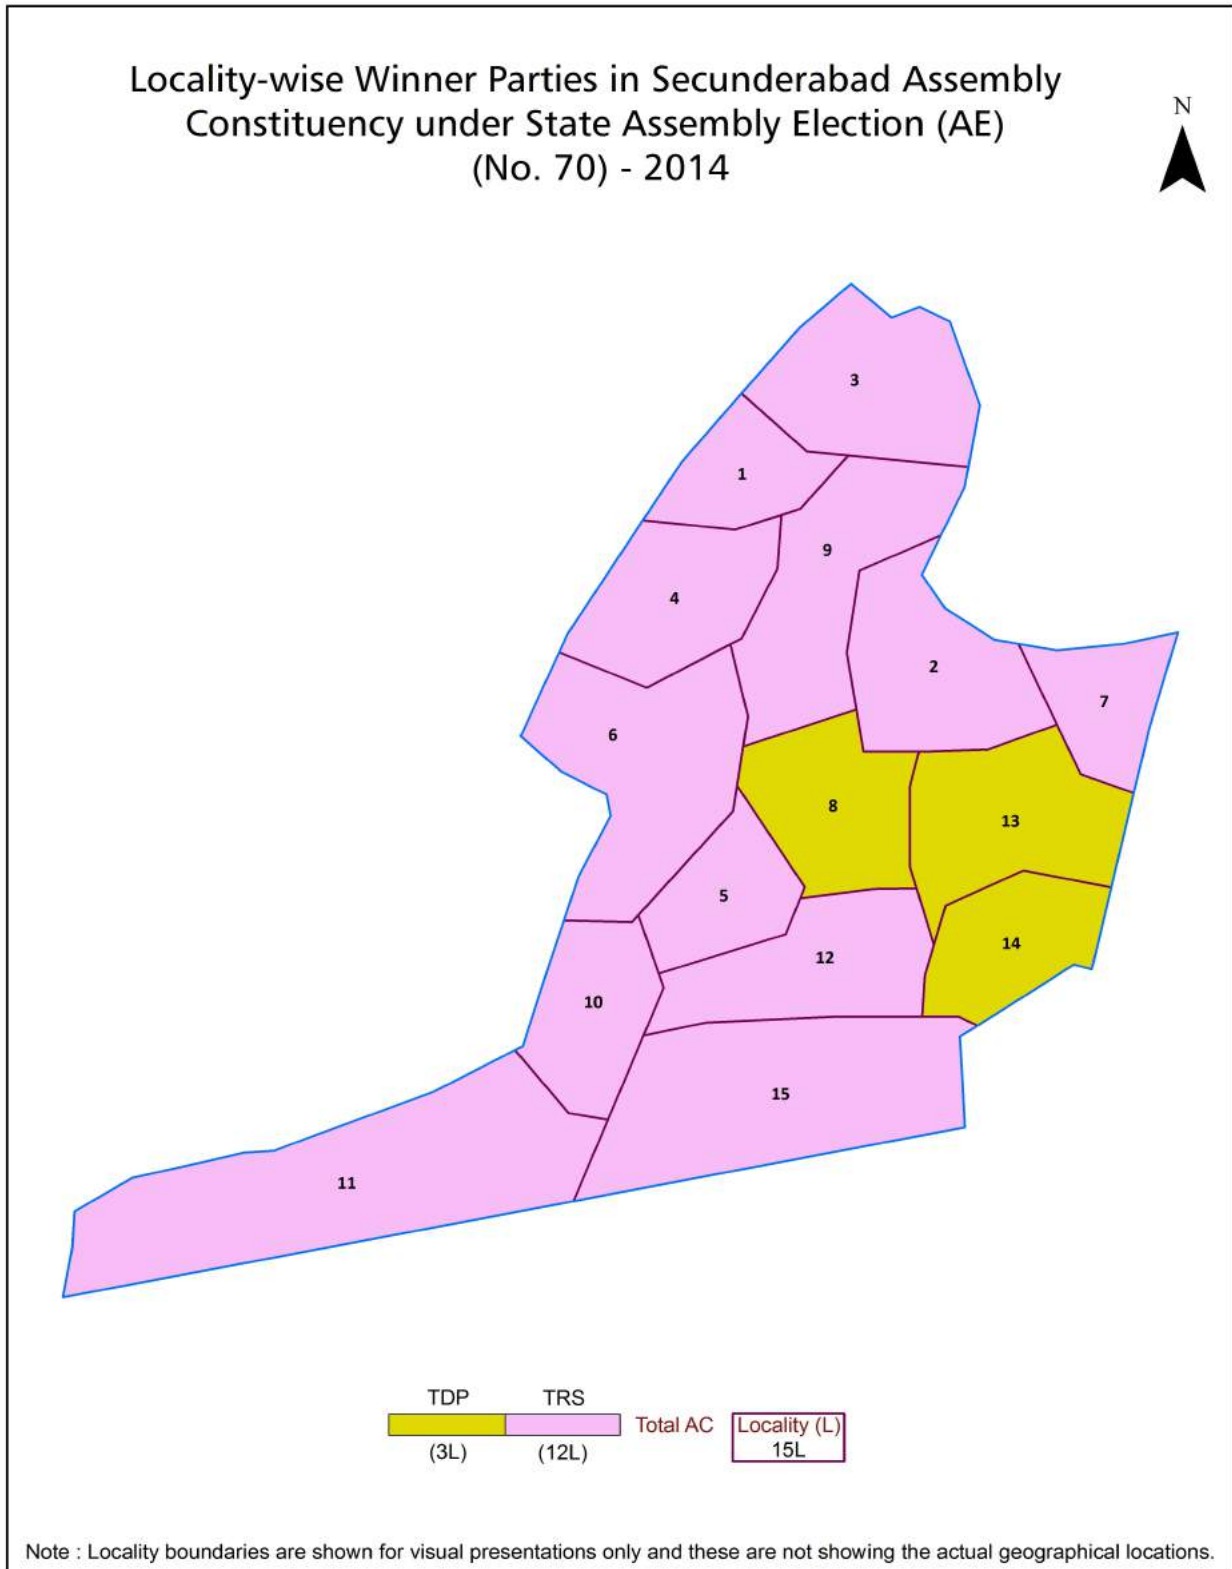 Locality-wise Winner Parties in Secunderabad Assembly
Constituency under State Assembly Election (AE)
(No. 70) - 2014
N
3
1
9
4
2
7
6
8
13
5
14
12
10
15
11
TDP TRS
Total AC Locality (L)
(3L) (12L) 15L
Note : Locality boundaries are shown for visual presentations only and these are not showing the actual geographical locations.